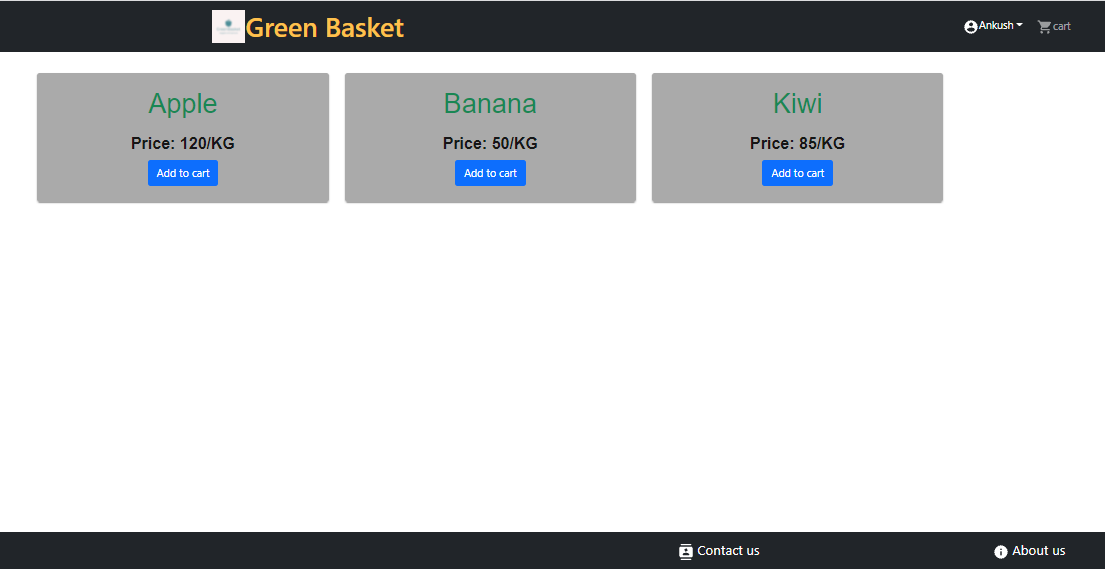 Green Basket
Ankush
cart
Apple
Banana
Kiwi
Price: 120/KG
Price: 50/KG
Price: 85/KG
Add to cart
Add to cart
Add to cart
Contact us
About us